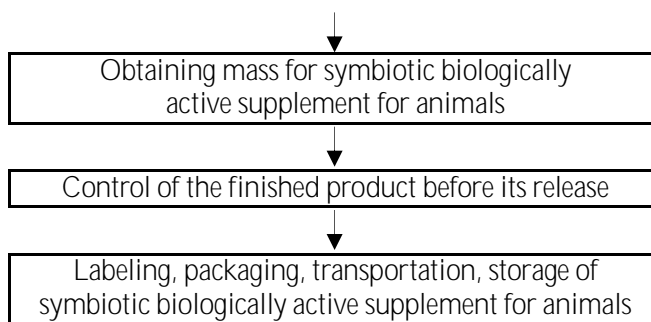 Obtaining mass for symbiotic biologically
active supplement for animals
Control of the finished product before its release
Labeling, packaging, transportation, storage of
symbiotic biologically active supplement for animals